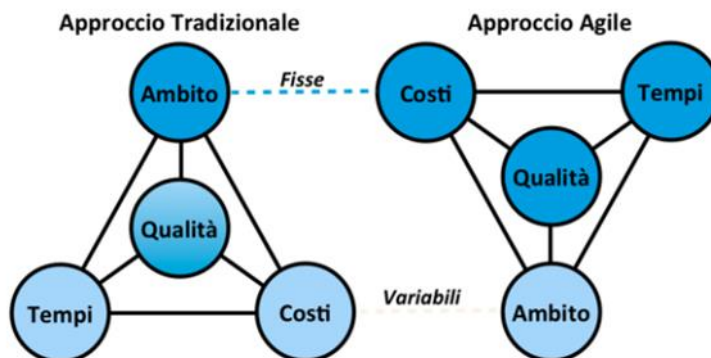 Approccio Tradizionale
Approccio Agile
Ambito
Fisse
Costi
Tempi
Qualità
Qualità
Tempi
Costi
Variabili
Ambito